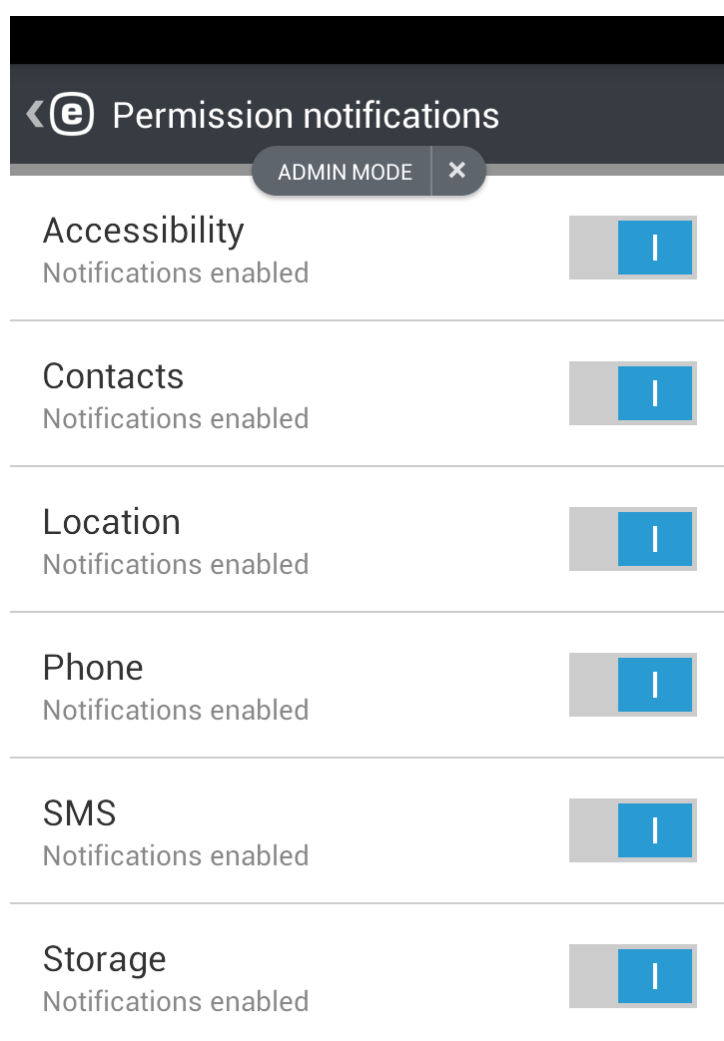 e Permission notifications
ADMIN MODE ×
Accessibility
Notifications enabled
Contacts
Notifications enabled
Location
Notifications enabled
Phone
Notifications enabled
SMS
Notifications enabled
Storage
Notifications enabled